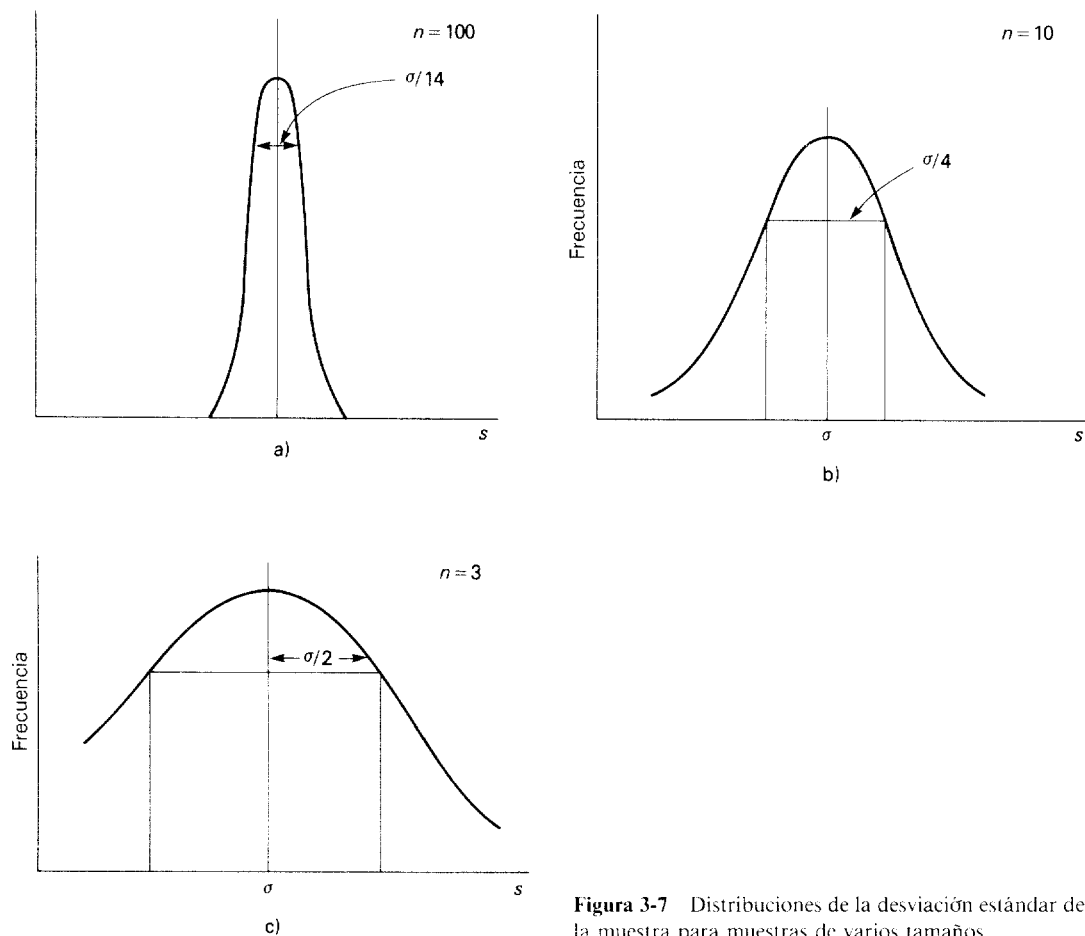 n = 100
σ/14
s
a)
n = 10
Frecuencia
σ/4
σ
s
b)
n = 3
Frecuencia
σ/2
σ
s
c)
Figura 3-7 Distribuciones de la desviación estándar de
la muestra para muestras de varios tamaños